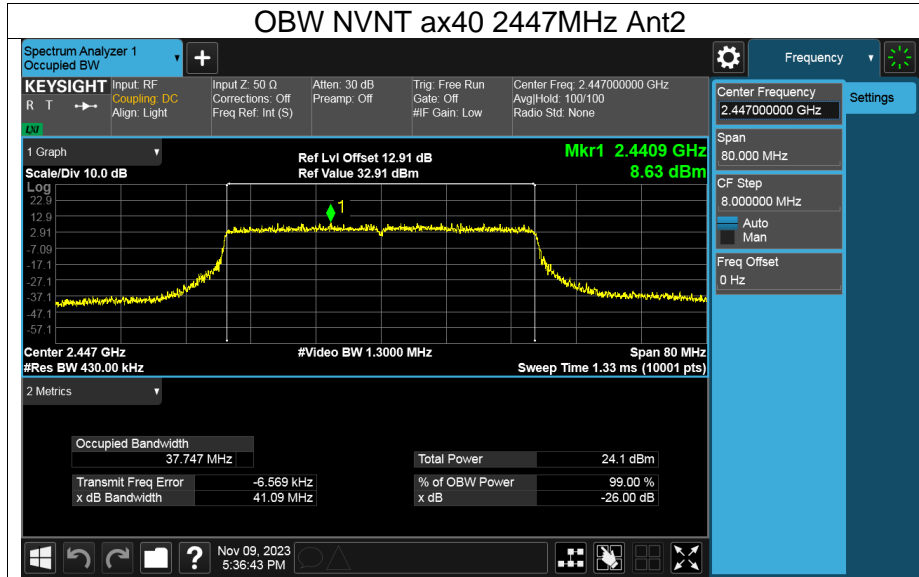 OBW NVNT ax40 2447MHz Ant2
Spectrum Analyzer 1
Occupied BW
Frequency
KEYSIGHT
R T
LXI
Input: RF
Coupling: DC
Align: Light
Input Z: 50 Ω
Corrections: Off
Freq Ref: Int (S)
Atten: 30 dB
Preamp: Off
Trig: Free Run
Gate: Off
#IF Gain: Low
Center Freq: 2.447000000 GHz
Avg|Hold: 100/100
Radio Std: None
Center Frequency
2.447000000 GHz
Settings
Span
80.000 MHz
CF Step
8.000000 MHz
Auto
Man
Freq Offset
0 Hz
1 Graph
Scale/Div 10.0 dB
Ref Lvl Offset 12.91 dB
Ref Value 32.91 dBm
Mkr1 2.4409 GHz
8.63 dBm
Log
22.9
12.9
2.91
-7.09
-17.1
-27.1
-37.1
-47.1
-57.1
1
Center 2.447 GHz
#Video BW 1.3000 MHz
Span 80 MHz
#Res BW 430.00 kHz
Sweep Time 1.33 ms (10001 pts)
2 Metrics
Occupied Bandwidth
37.747 MHz
Total Power 24.1 dBm
Transmit Freq Error -6.569 kHz
% of OBW Power 99.00 %
x dB Bandwidth 41.09 MHz
x dB -26.00 dB
?
Nov 09, 2023
5:36:43 PM